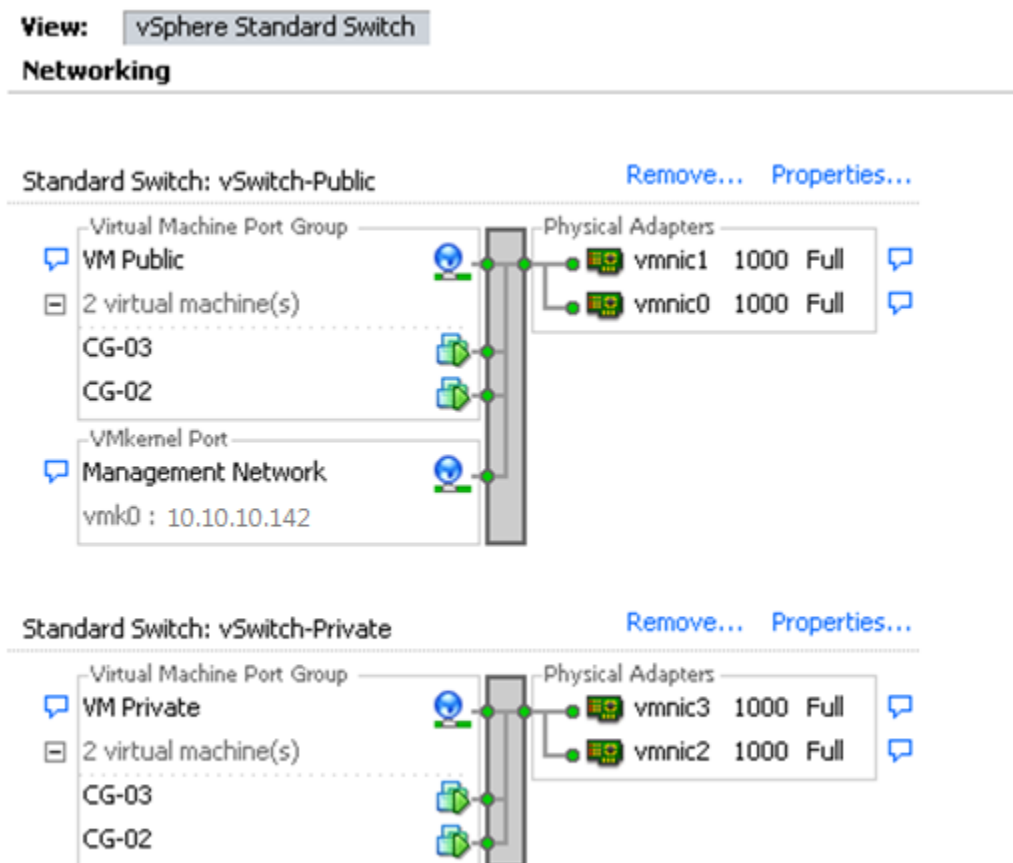 View: vSphere Standard Switch
Networking
Standard Switch: vSwitch-Public Remove... Properties...
Virtual Machine Port Group Physical Adapters
VM Public vmnic1 1000 Full
2 virtual machine(s) vmnic0 1000 Full
CG-03
CG-02
VMkernel Port
Management Network
vmk0 : 10.10.10.142
Standard Switch: vSwitch-Private Remove... Properties...
Virtual Machine Port Group Physical Adapters
VM Private vmnic3 1000 Full
2 virtual machine(s) vmnic2 1000 Full
CG-03
CG-02